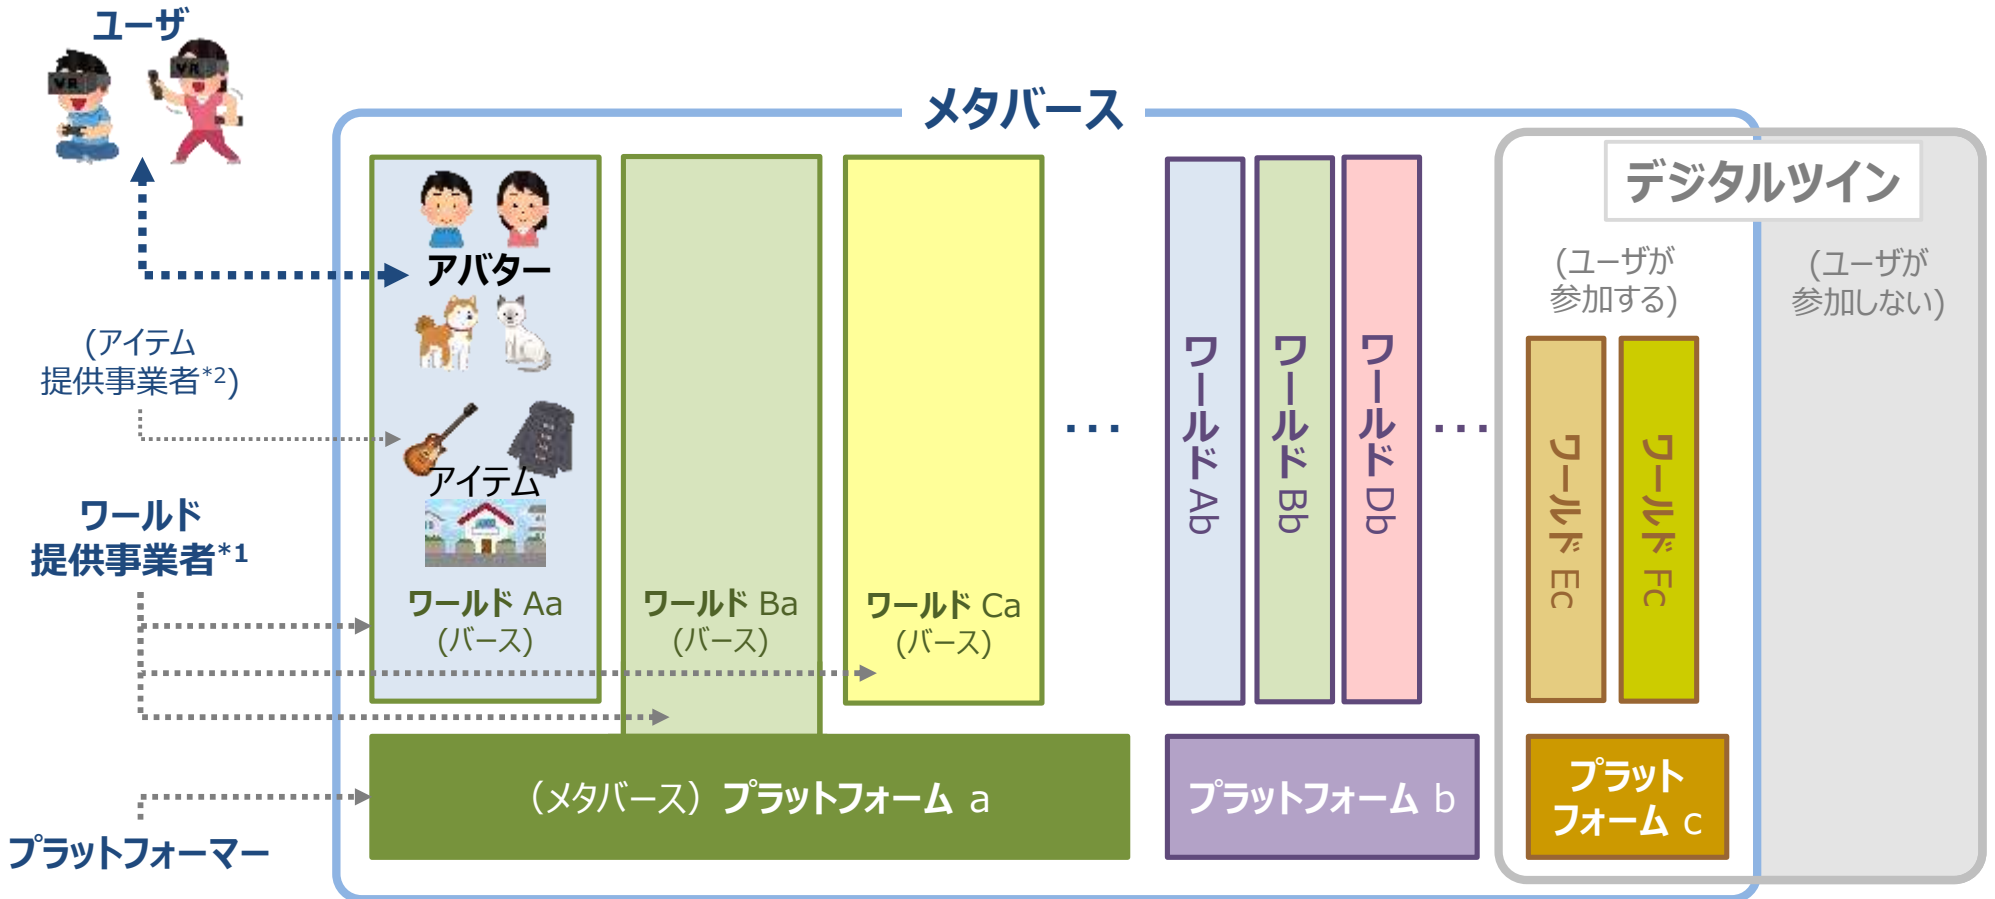 ユーザ
VR
VR
メタバース
デジタルツイン
アバター
(ユーザが
参加する)
(ユーザが
参加しない)
(アイテム
提供事業者*2)
アイテム
ワールド
提供事業者*1
ワールド Aa
(バース)
ワールド Ba
(バース)
ワールド Ca
(バース)
...
ワールド Ab
ワールド Bb
ワールド Db
...
ワールド Ec
ワールド Fc
プラットフォーマー
(メタバース) プラットフォーム a
プラットフォーム b
プラット
フォーム c